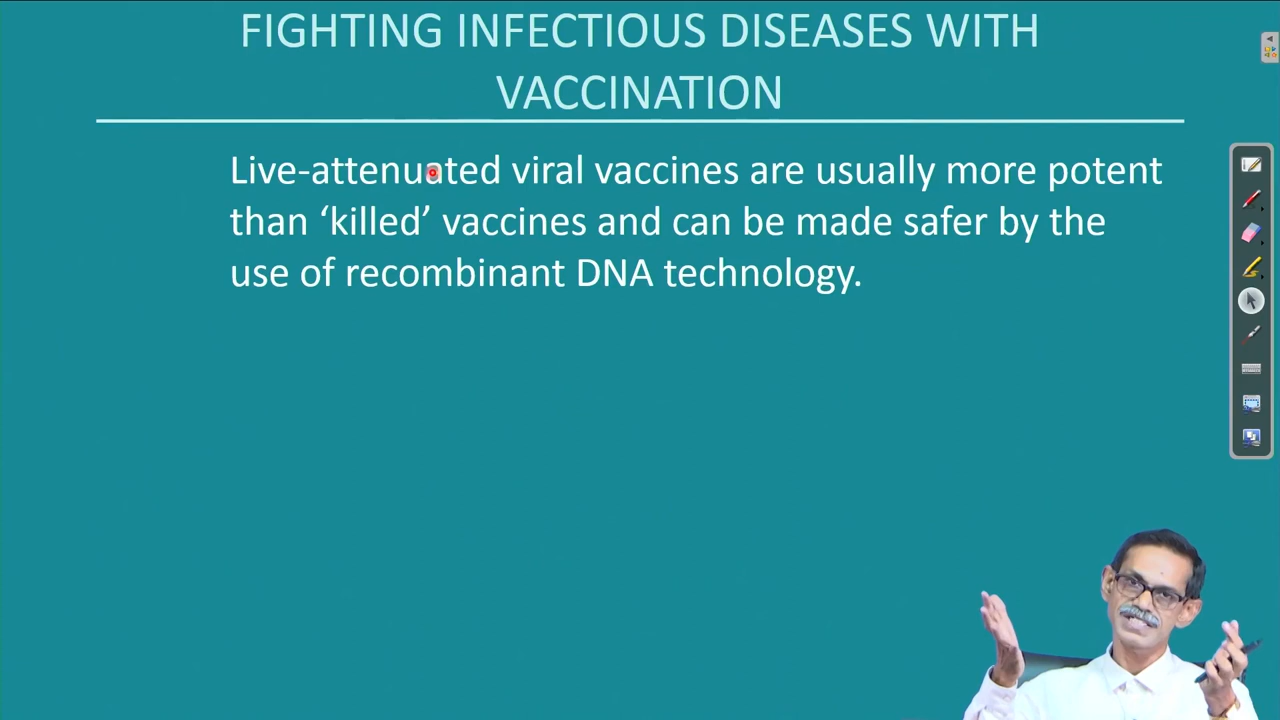 FIGHTING INFECTIOUS DISEASES WITH
VACCINATION
Live-attenuated viral vaccines are usually more potent
than ‘killed’ vaccines and can be made safer by the
use of recombinant DNA technology.